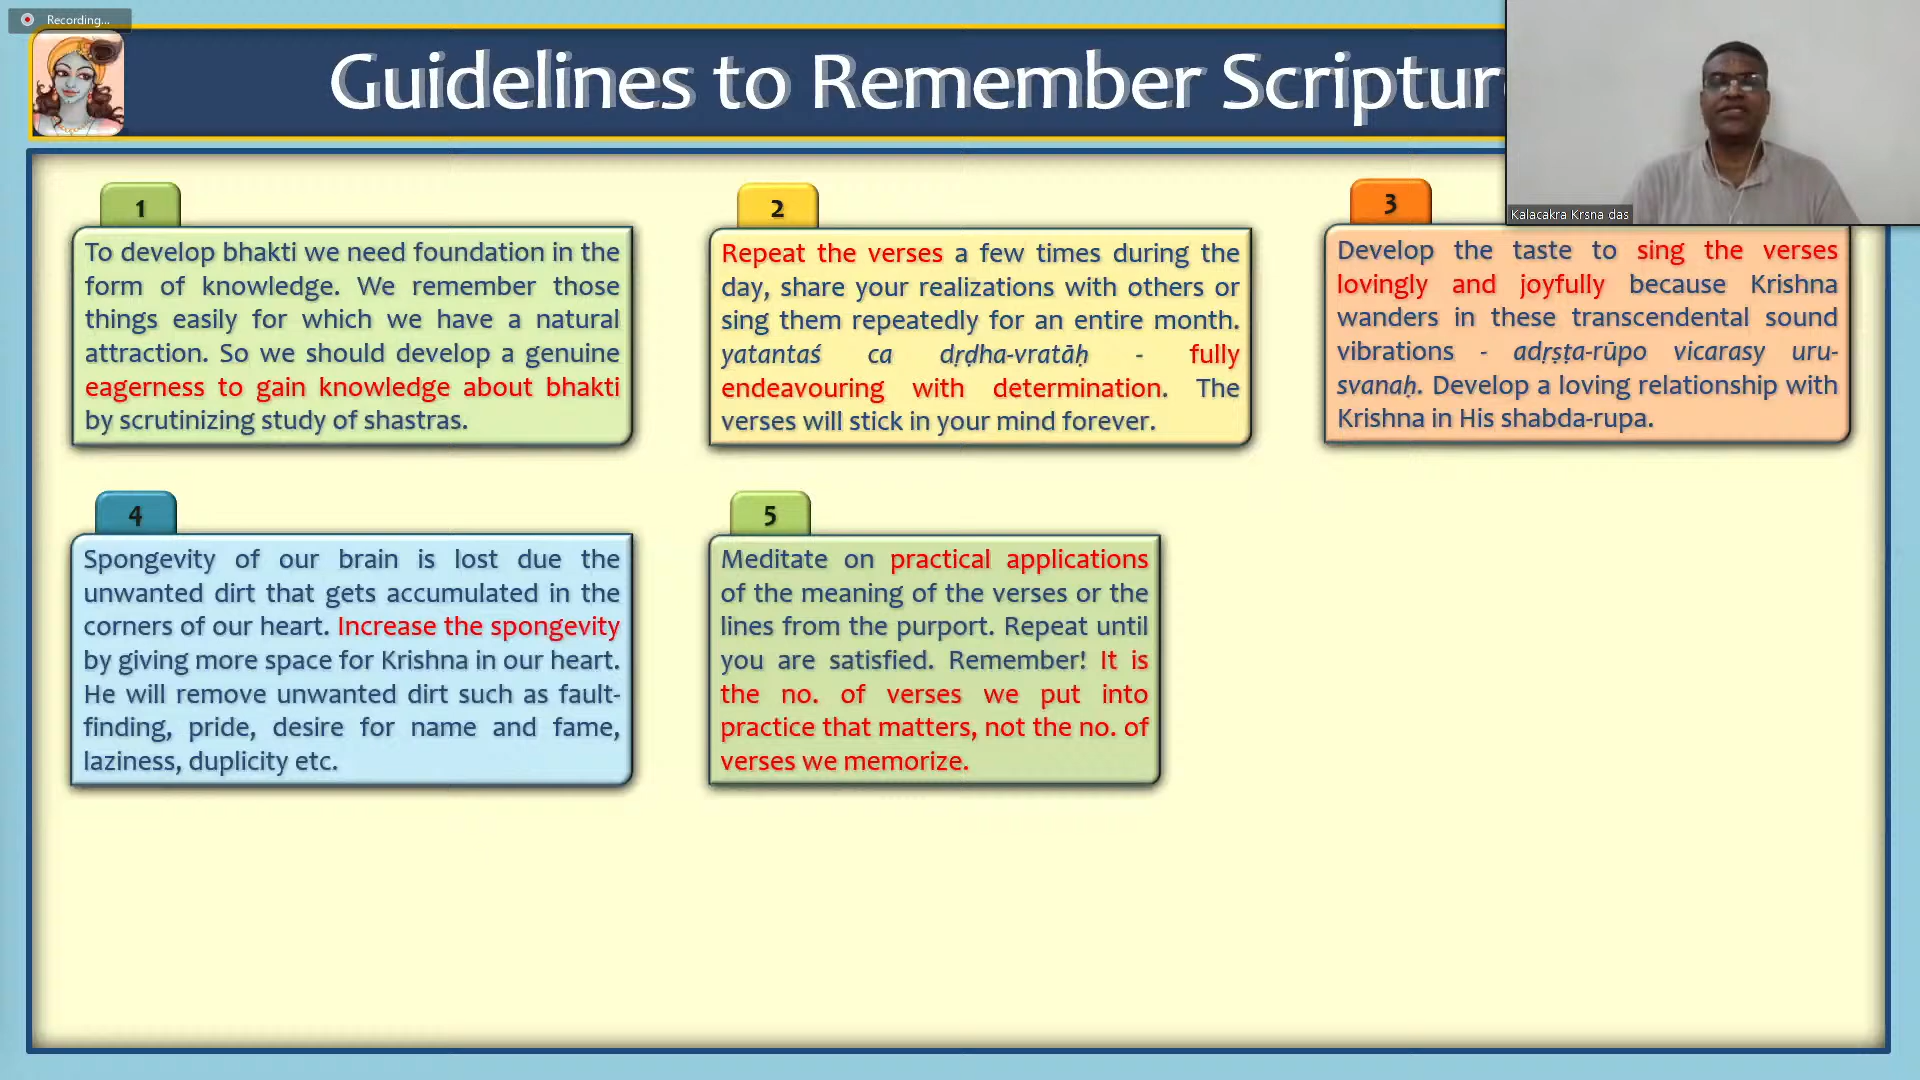 Recording...
Guidelines to Remember Scriptur
Kalacakra Krsna das
1
To develop bhakti we need foundation in the
form of knowledge. We remember those
things easily for which we have a natural
attraction. So we should develop a genuine
eagerness to gain knowledge about bhakti
by scrutinizing study of shastras.
2
Repeat the verses a few times during the
day, share your realizations with others or
sing them repeatedly for an entire month.
yatantaś ca dṛḍha-vratāḥ - fully
endeavouring with determination. The
verses will stick in your mind forever.
3
Develop the taste to sing the verses
lovingly and joyfully because Krishna
wanders in these transcendental sound
vibrations - adṛṣṭa-rūpo vicarasy uru-
svanaḥ. Develop a loving relationship with
Krishna in His shabda-rupa.
4
Spongevity of our brain is lost due the
unwanted dirt that gets accumulated in the
corners of our heart. Increase the spongevity
by giving more space for Krishna in our heart.
He will remove unwanted dirt such as fault-
finding, pride, desire for name and fame,
laziness, duplicity etc.
5
Meditate on practical applications
of the meaning of the verses or the
lines from the purport. Repeat until
you are satisfied. Remember! It is
the no. of verses we put into
practice that matters, not the no. of
verses we memorize.